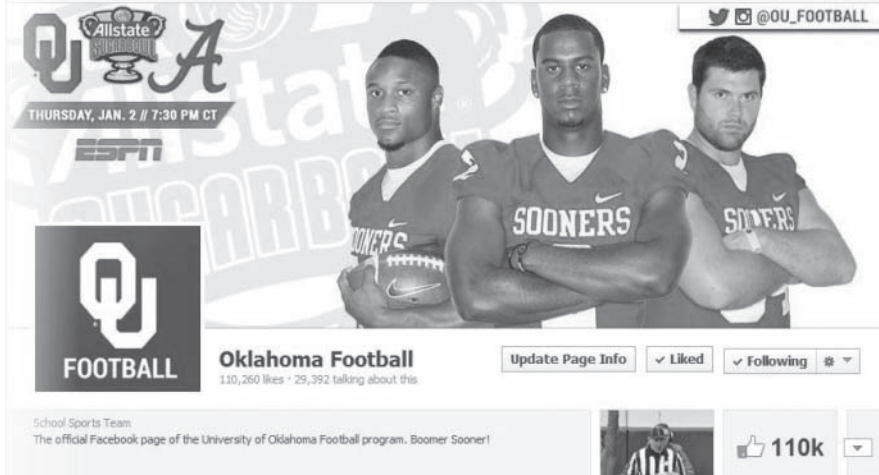 OU
Allstate
SUGAR BOWL
A
@OU_FOOTBALL
THURSDAY, JAN. 2 // 7:30 PM CT
ESPN
Allstate
SUGARBOWL
SOONERS
SOONERS
SOONERS
OU
FOOTBALL
Oklahoma Football
110,260 likes · 29,392 talking about this
Update Page Info
✓ Liked
✓ Following
School Sports Team
The official Facebook page of the University of Oklahoma Football program. Boomer Sooner!
110k